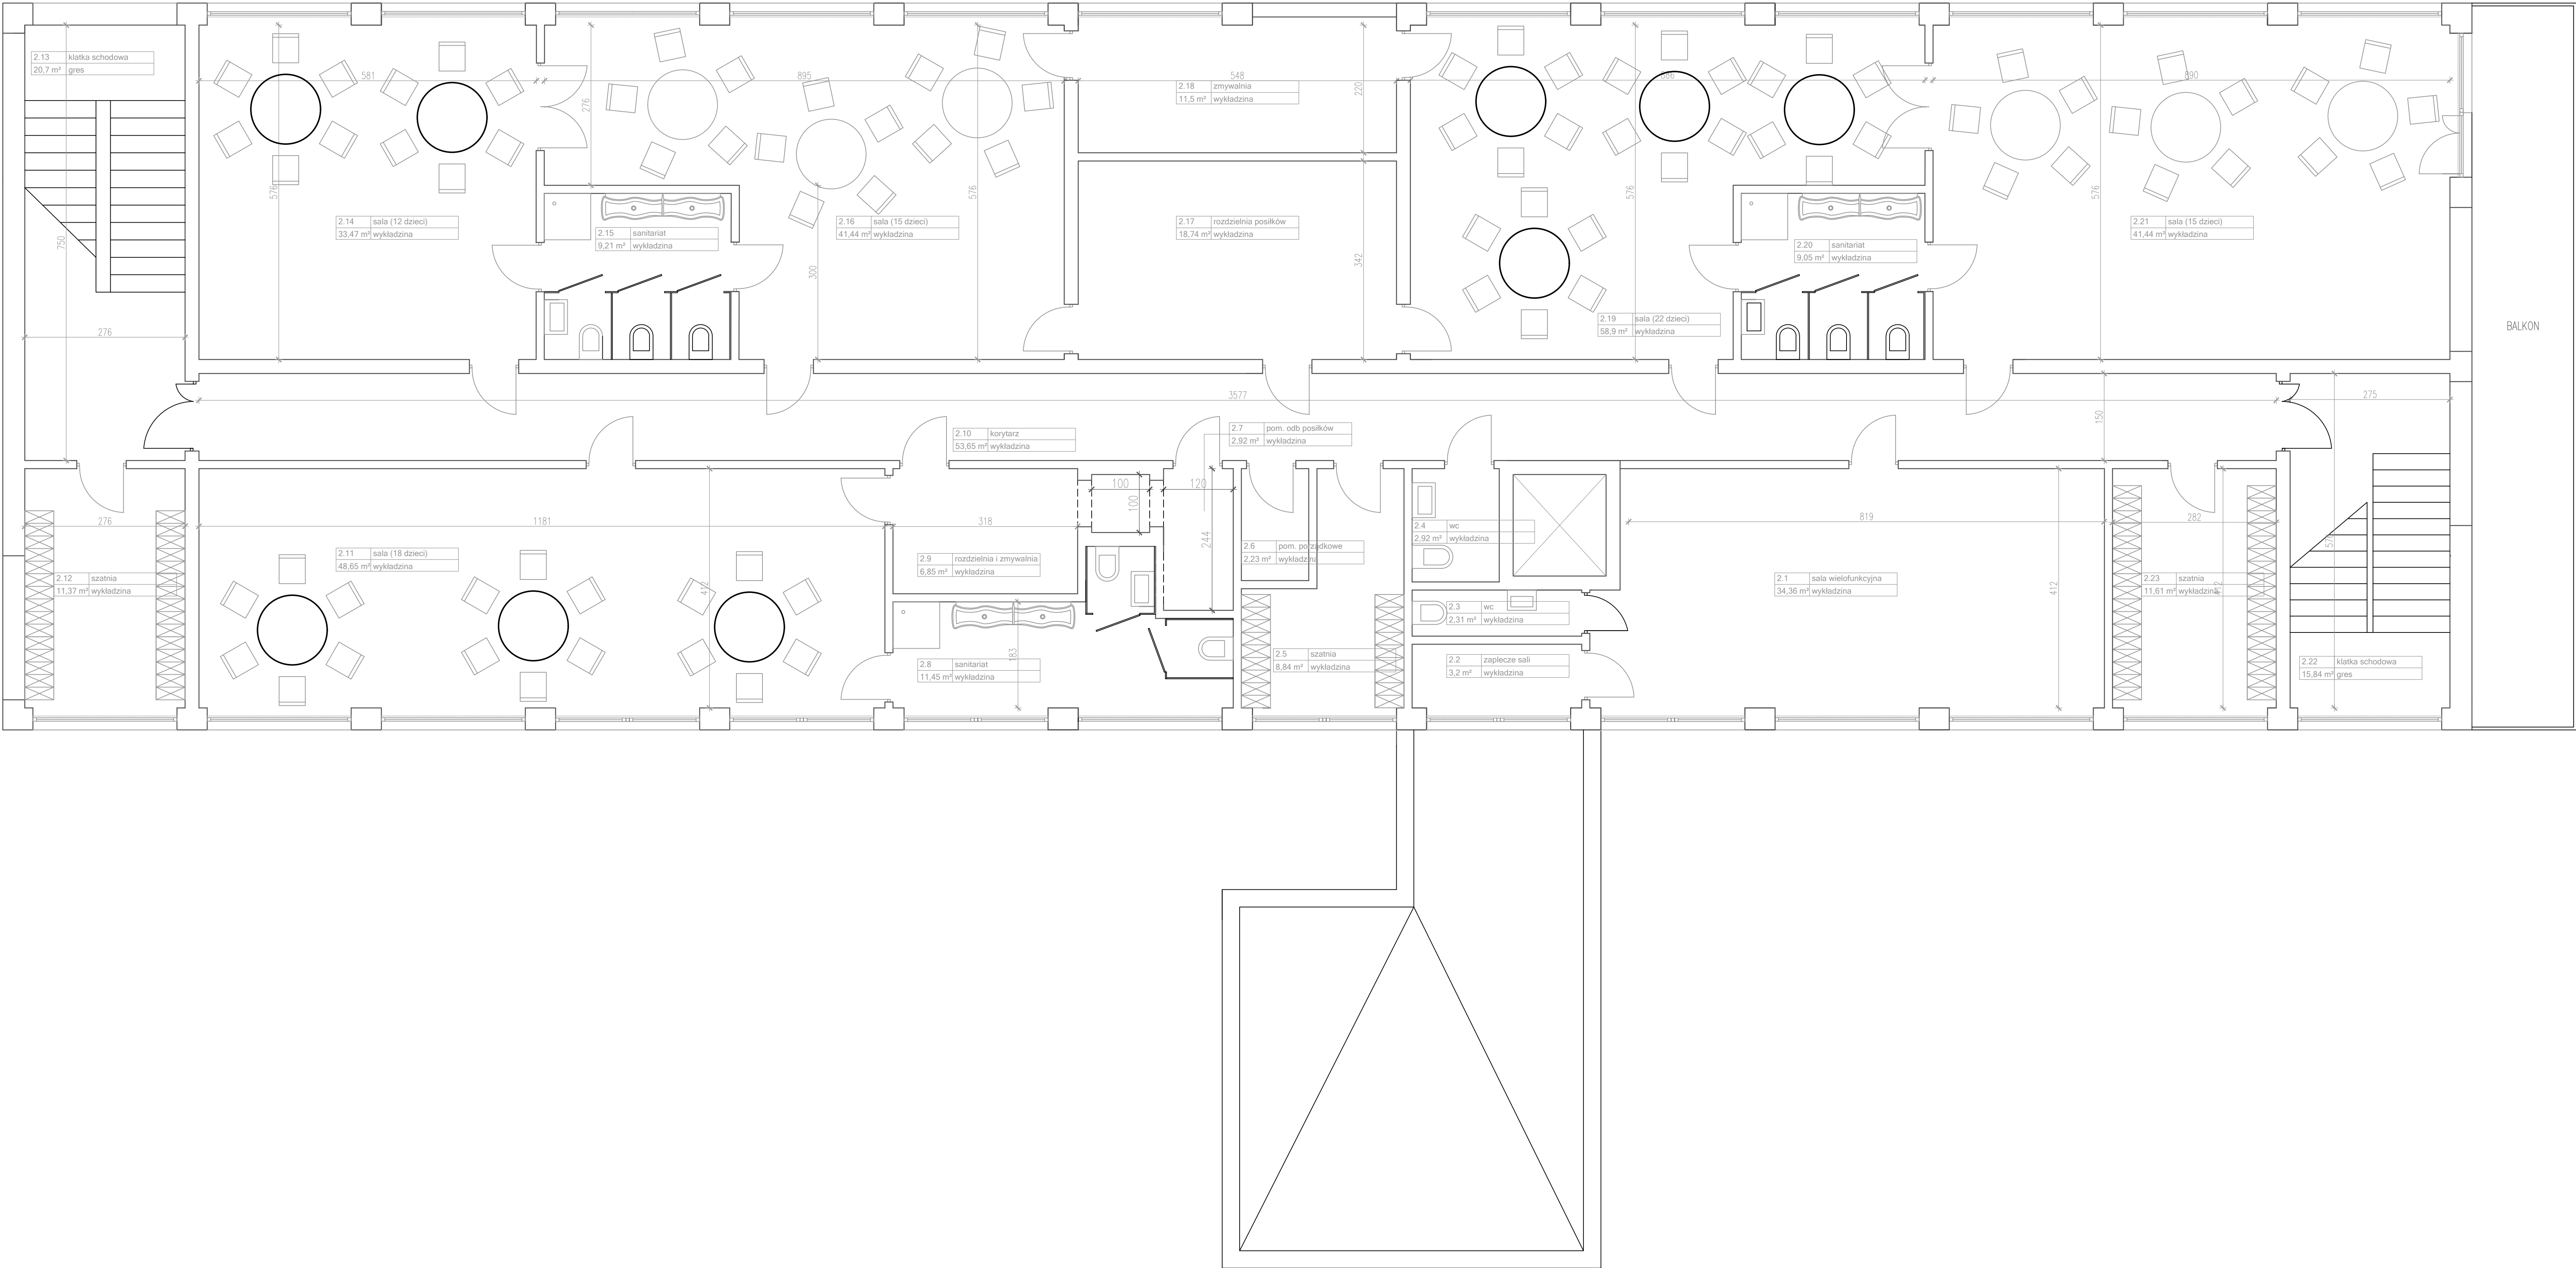 2.13 klatka schodowa
20,7 m² gres
581
895
548
886
890
276
220
2.18 zmywalnia
11,5 m² wykładzina
576
576
576
576
2.14 sala (12 dzieci)
33,47 m² wykładzina
2.15 sanitariat
9,21 m² wykładzina
2.16 sala (15 dzieci)
41,44 m² wykładzina
2.17 rozdzielnia posiłków
18,74 m² wykładzina
2.20 sanitariat
9,05 m² wykładzina
2.21 sala (15 dzieci)
41,44 m² wykładzina
750
300
342
2.19 sala (22 dzieci)
58,9 m² wykładzina
BALKON
276
3577
275
150
2.10 korytarz
53,65 m² wykładzina
2.7 pom. odb posiłków
2,92 m² wykładzina
100
100
120
244
276
1181
318
819
282
2.4 wc
2,92 m² wykładzina
2.6 pom. porządkowe
2,23 m² wykładzina
2.11 sala (18 dzieci)
48,65 m² wykładzina
2.9 rozdzielnia i zmywalnia
6,85 m² wykładzina
2.12 szatnia
11,37 m² wykładzina
412
2.1 sala wielofunkcyjna
34,36 m² wykładzina
412
2.23 szatnia
11,61 m² wykładzina
412
2.3 wc
2,31 m² wykładzina
2.8 sanitariat
11,45 m² wykładzina
183
2.5 szatnia
8,84 m² wykładzina
2.2 zaplecze sali
3,2 m² wykładzina
2.22 klatka schodowa
15,84 m² gres